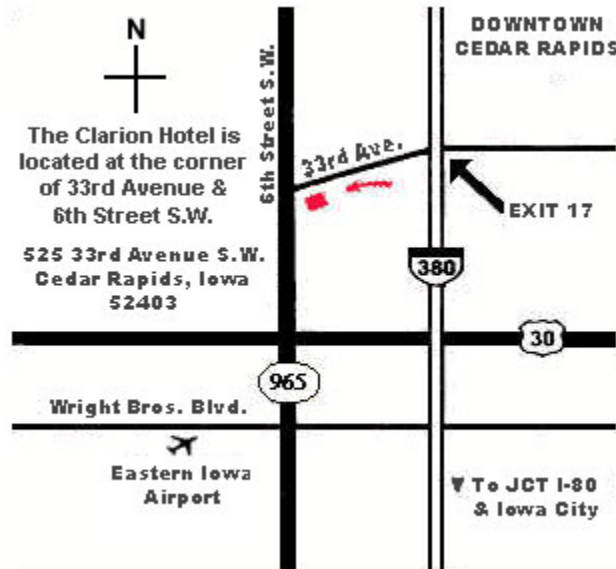 N
DOWNTOWN
CEDAR RAPIDS
6th Street S.W.
The Clarion Hotel is
located at the corner
of 33rd Avenue &
6th Street S.W.
33rd Ave.
EXIT 17
525 33rd Avenue S.W.
Cedar Rapids, Iowa
52403
380
30
965
Wright Bros. Blvd.
Eastern Iowa
Airport
To JCT I-80
& Iowa City